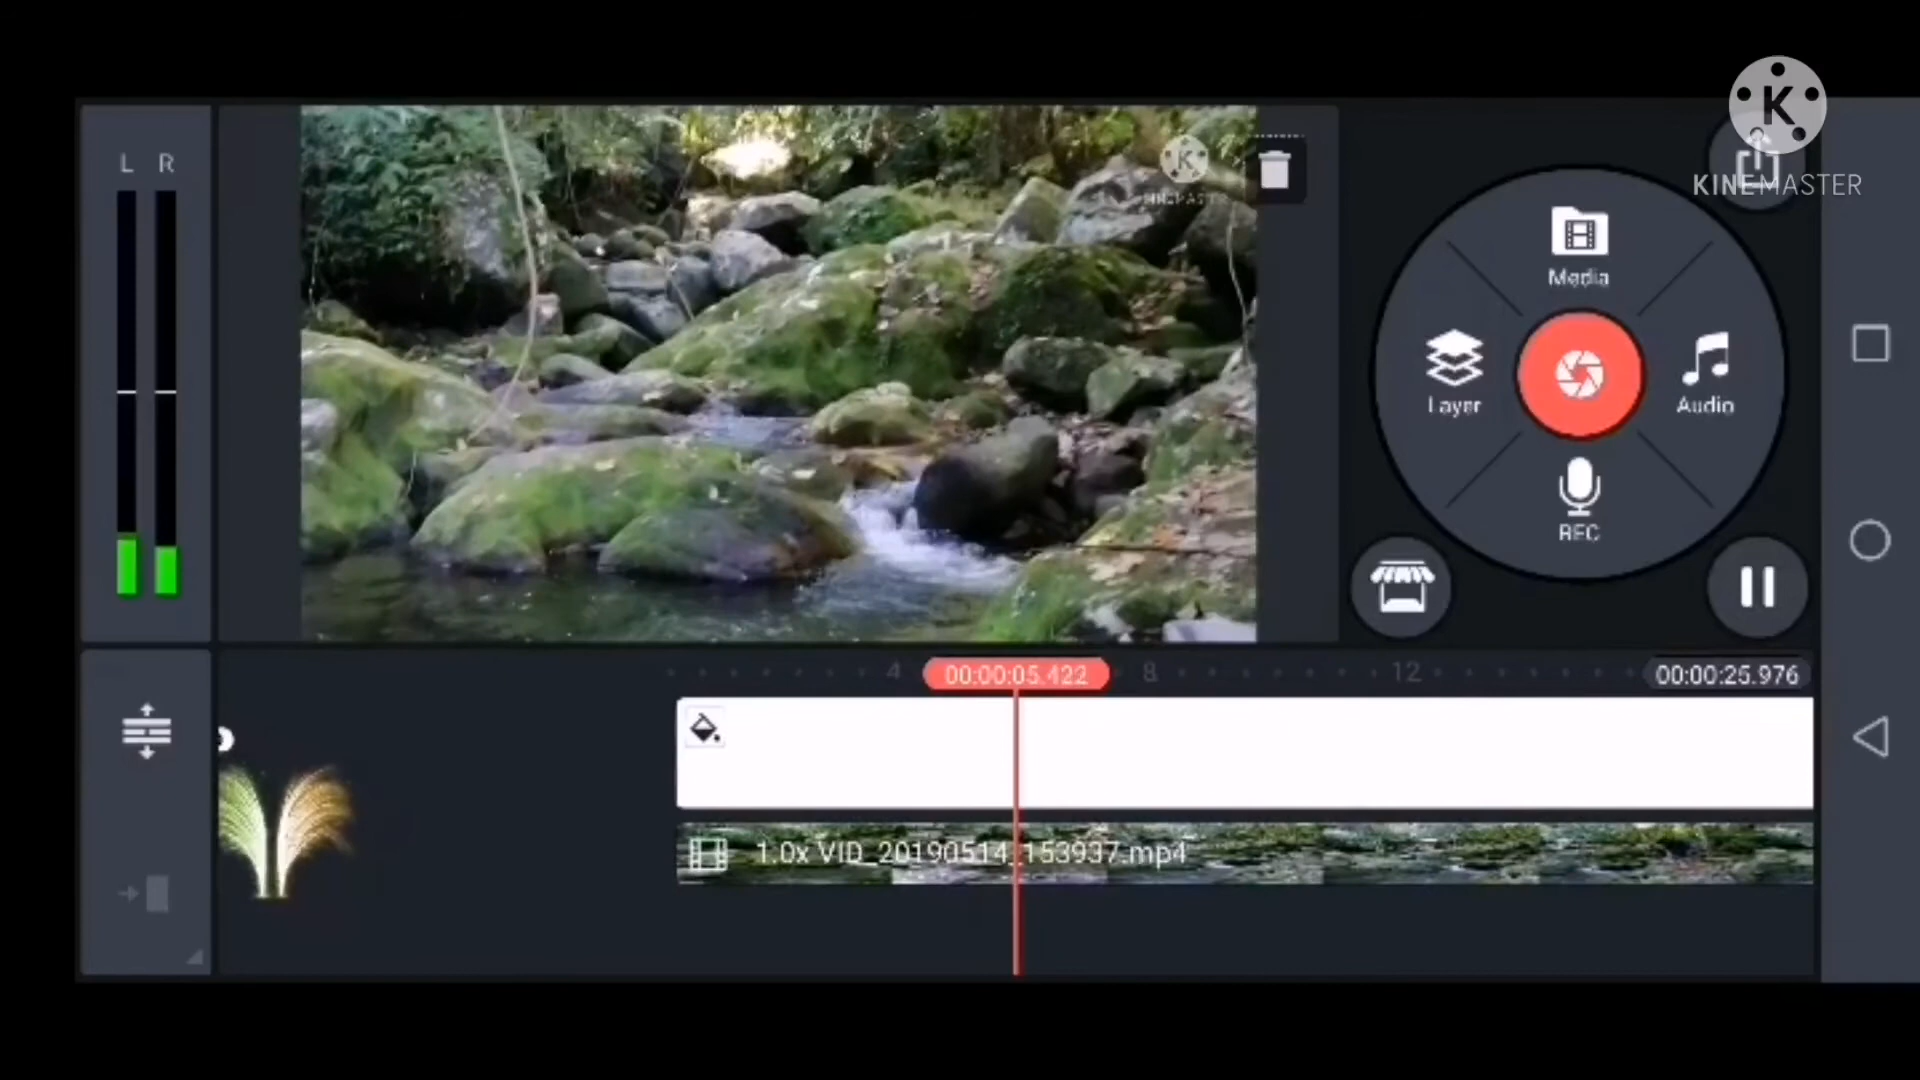 L R
KINEMASTER
KINEMASTER
Media
Layer
Audio
REC
4
00:00:05.422
8
12
00:00:25.976
1.0x VID_20190514_153937.mp4